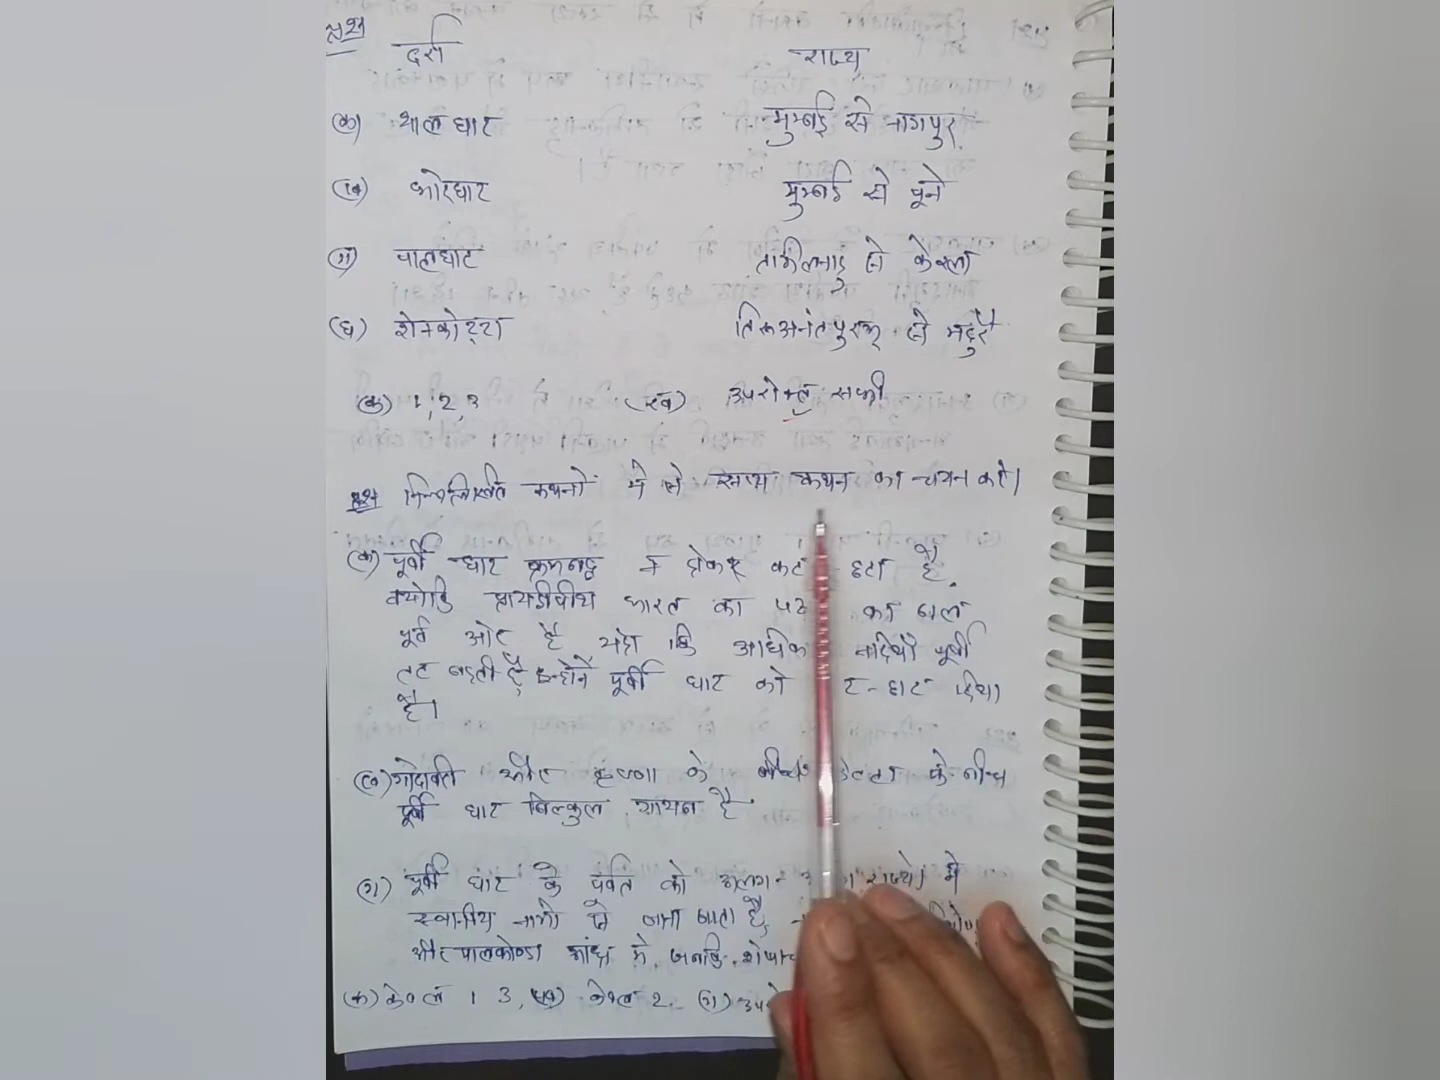 प्रश्न
दर्रा राज्य
(क) थाल घाट मुम्बई से नागपुर
(ख) भोरघाट मुम्बई से पूने
(ग) पालघाट तामिलनाडु से केरला
(घ) शेनकोट्टा तिरूअनंतपुरम् से मदुरै
(क) 1, 2, 3 (ख) उपरोक्त सभी
प्रश्न निम्नलिखित कथनों में से सत्य कथन का चयन करो।
(क) पूर्वी घाट क्रमबद्ध न होकर कटा हटा है.
क्योंकि प्रायद्वीपीय भारत का का ढाल
पूर्व ओर है यहाँ कि अधिक नदियाँ पूर्वी
तट बहती है, इन्होंने पूर्वी घाट को दिया
है।
(ख) गोदावरी और कृष्णा के डेल्टा के बीच
पूर्वी घाट बिल्कुल गायब है
(ग) पूर्वी घाट के पर्वत को अलग राज्यों में
स्थानीय नामो से जाना जाता है,
और पालकोण्डा आंध्र में, जबकि
(क) केवल 1 3, (ख) केवल 2. (ग)